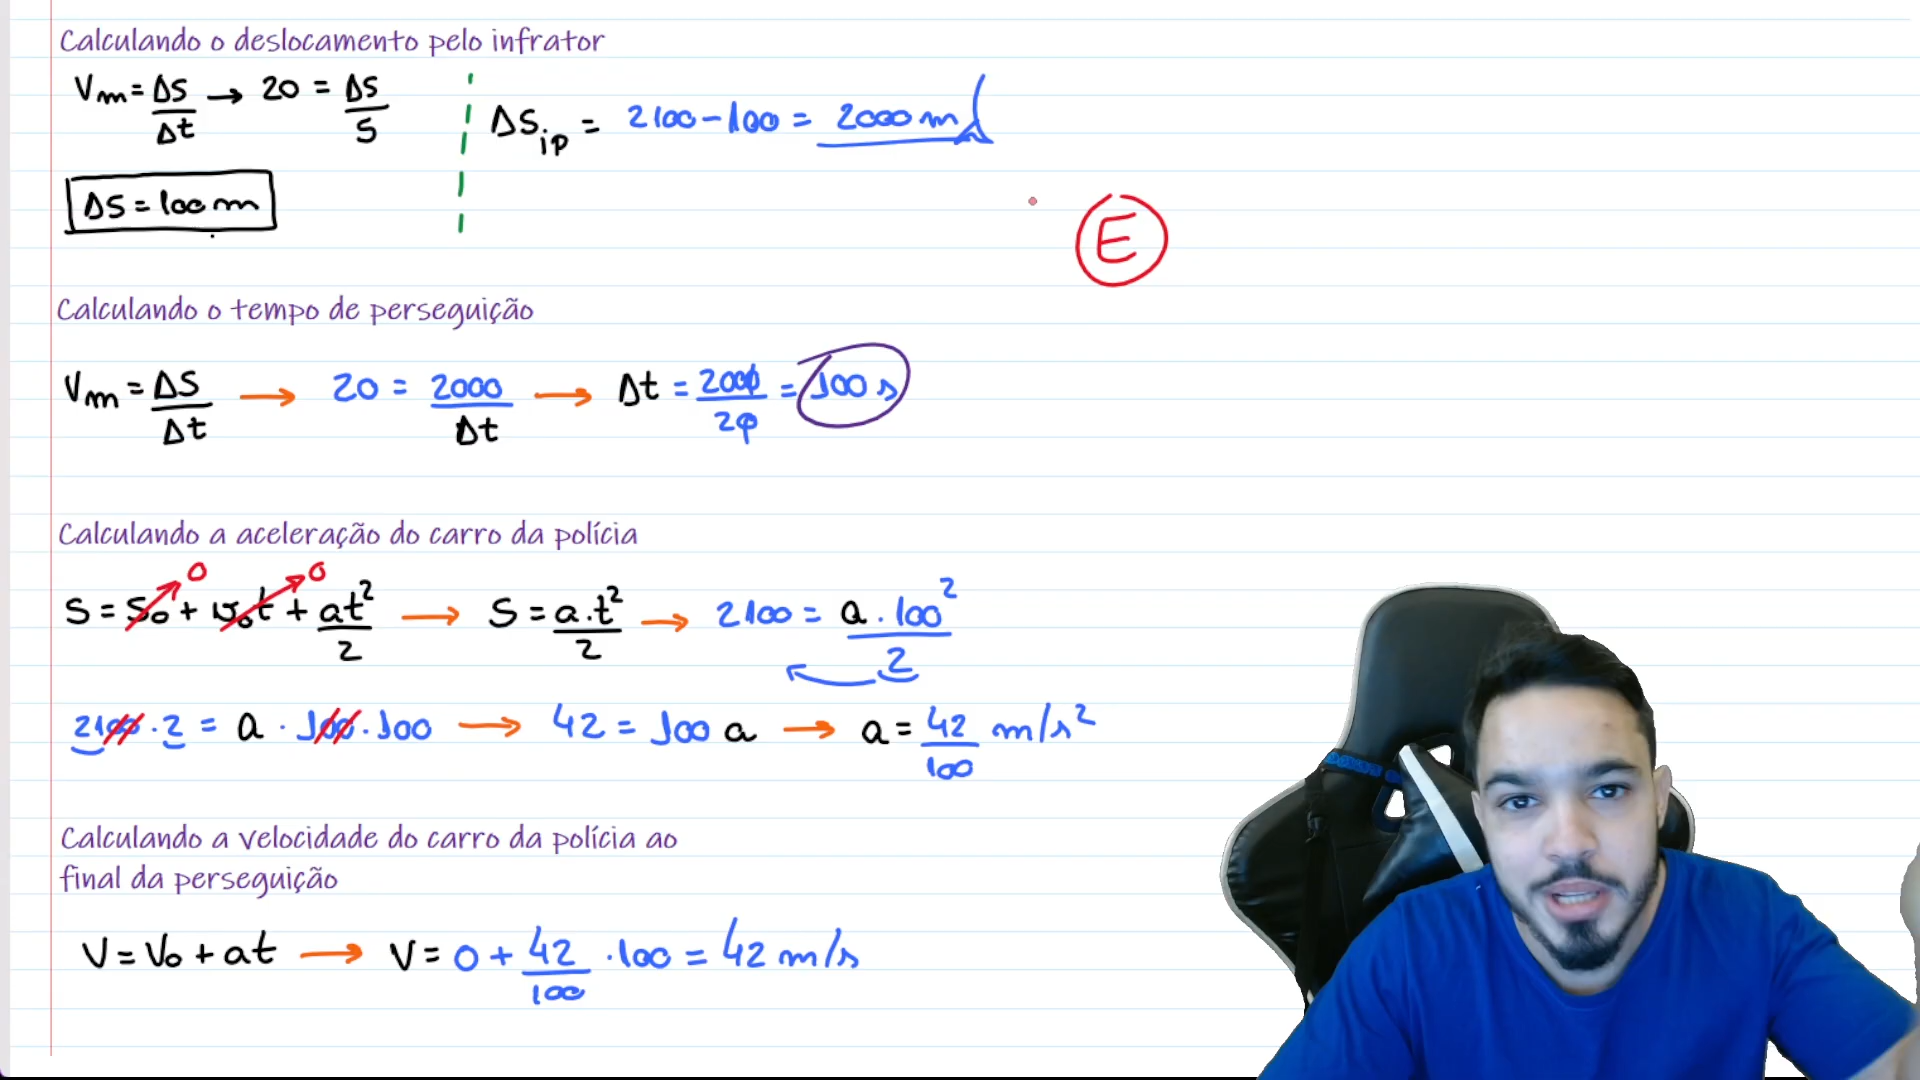 Calculando o deslocamento pelo infrator
Vm = ΔS/Δt → 20 = ΔS/5
ΔS = 100 m
ΔSip = 2100 - 100 = 2000 m
E
Calculando o tempo de perseguição
Vm = ΔS/Δt → 20 = 2000/Δt → Δt = 2000/20 = 100 s
Calculando a aceleração do carro da polícia
0 0
S = S₀ + v₀t + at²/2 → S = a.t²/2 → 2100 = a . 100²/2
2100 . 2 = a . 100 . 100 → 42 = 100 a → a = 42/100 m/s²
Calculando a velocidade do carro da polícia ao
final da perseguição
V = V₀ + at → V = 0 + 42/100 . 100 = 42 m/s